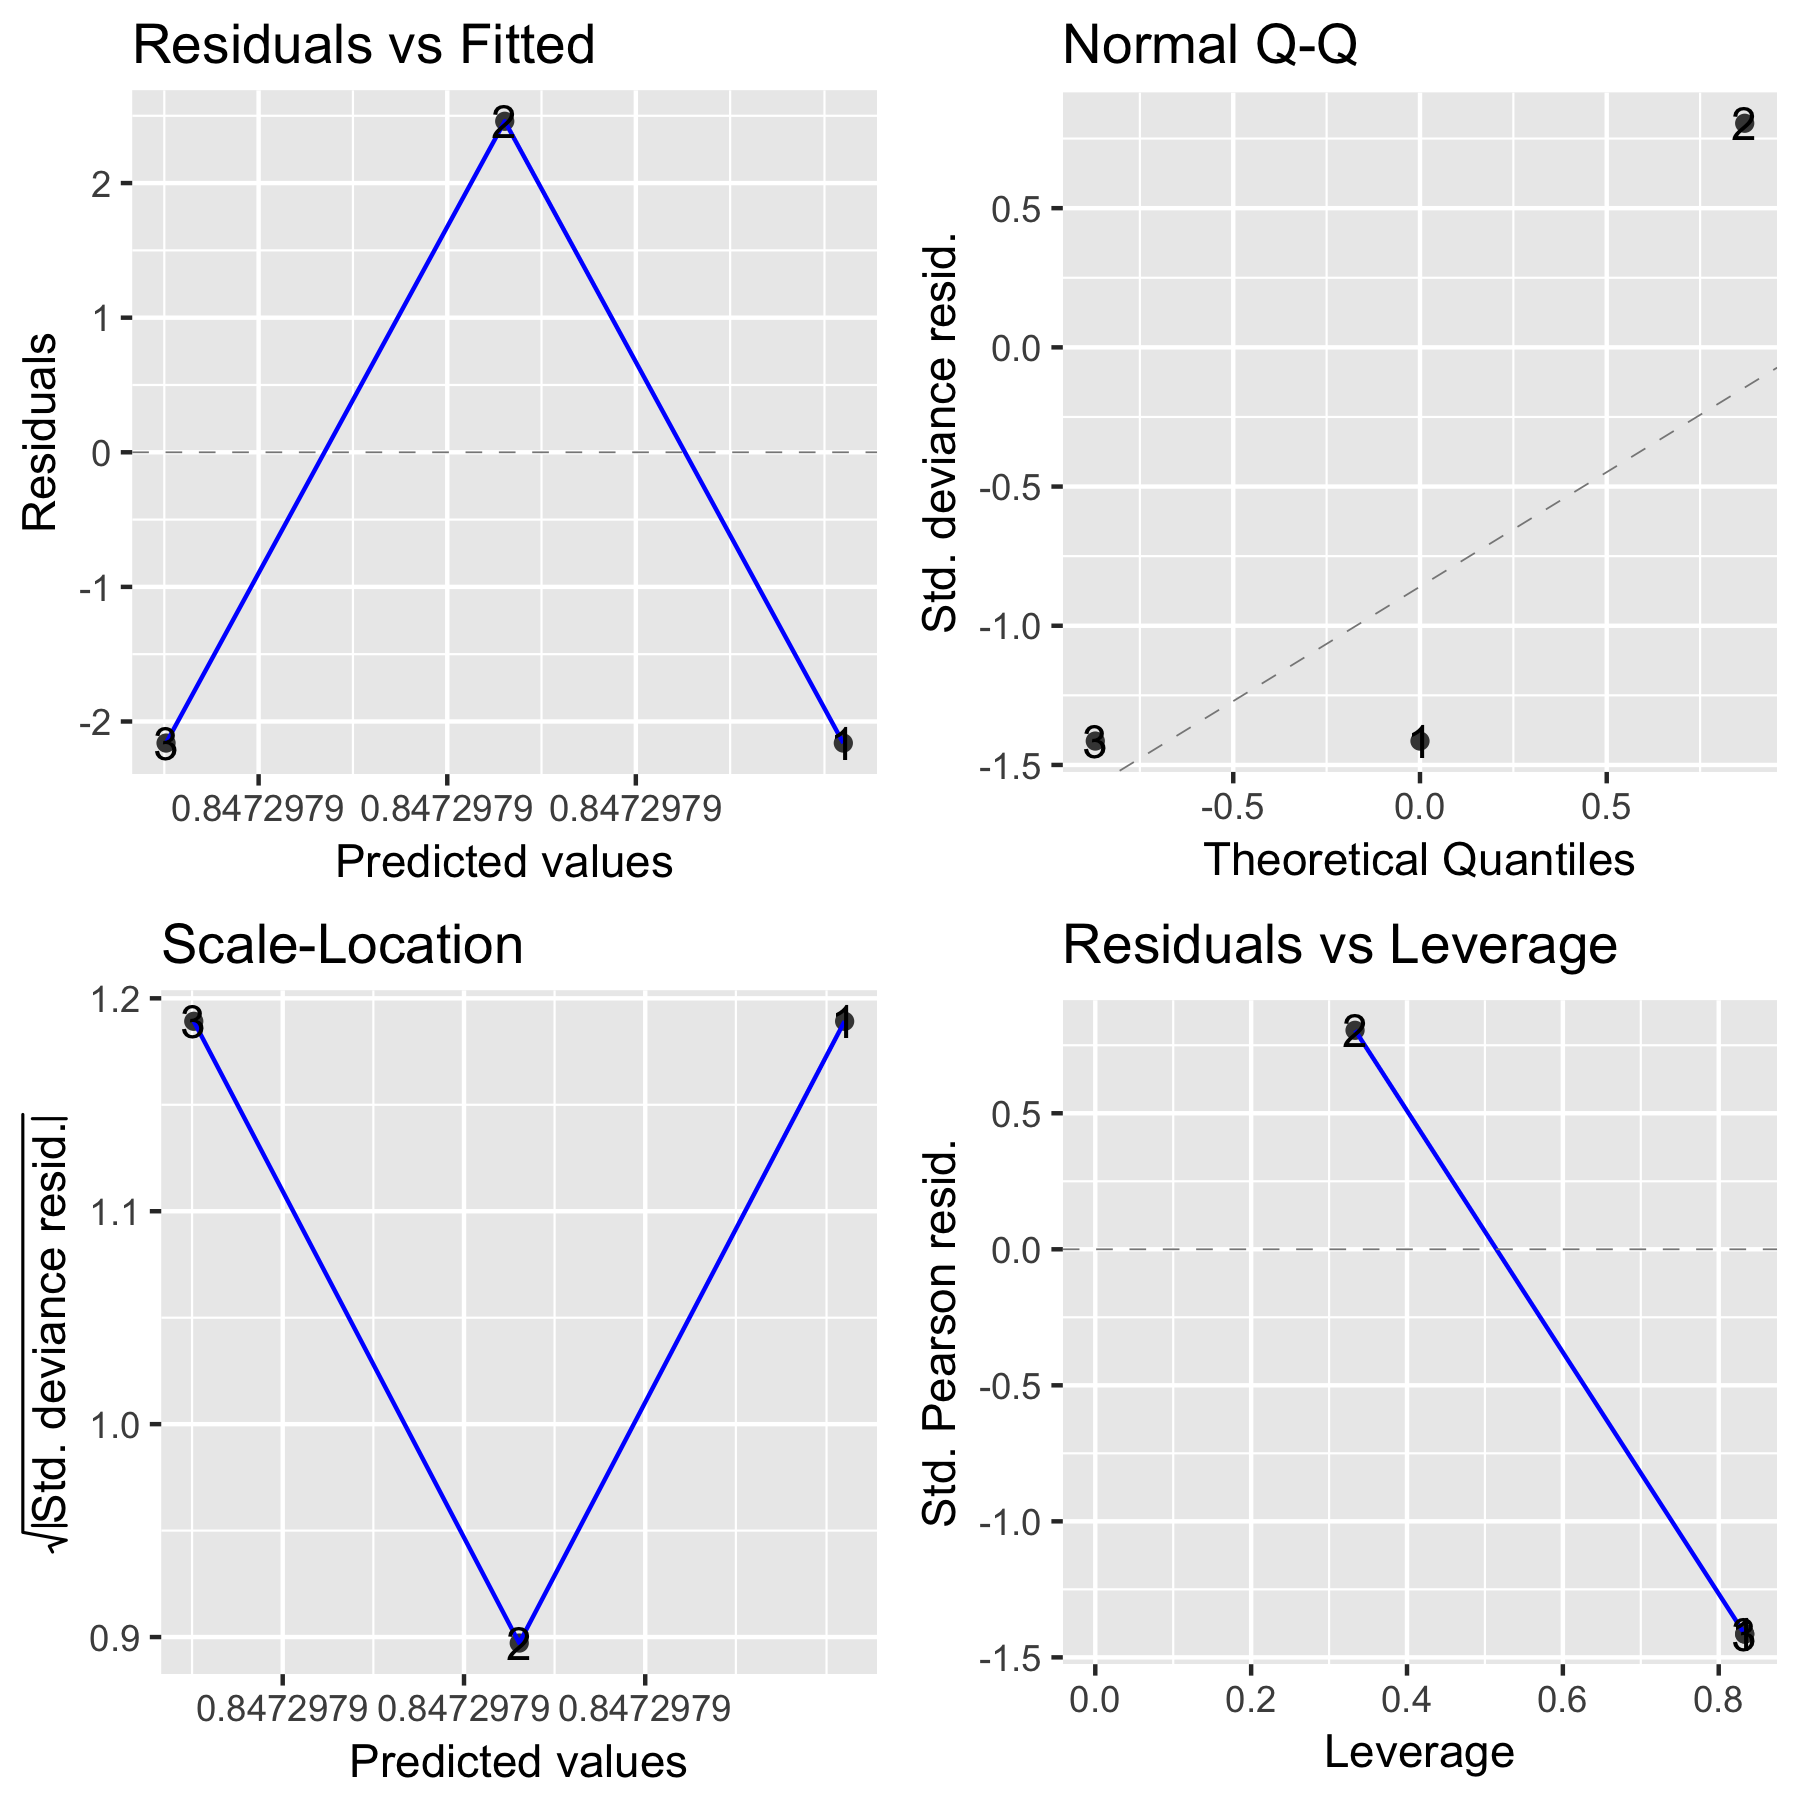 Residuals vs Fitted
Residuals
2
1
0
-1
-2
2
3
1
0.8472979 0.8472979 0.8472979
Predicted values
Normal Q-Q
Std. deviance resid.
0.5
0.0
-0.5
-1.0
-1.5
2
3
1
-0.5 0.0 0.5
Theoretical Quantiles
Scale-Location
√|Std. deviance resid.|
1.2
1.1
1.0
0.9
3
1
2
0.8472979 0.8472979 0.8472979
Predicted values
Residuals vs Leverage
Std. Pearson resid.
0.5
0.0
-0.5
-1.0
-1.5
2
3
1
0.0 0.2 0.4 0.6 0.8
Leverage